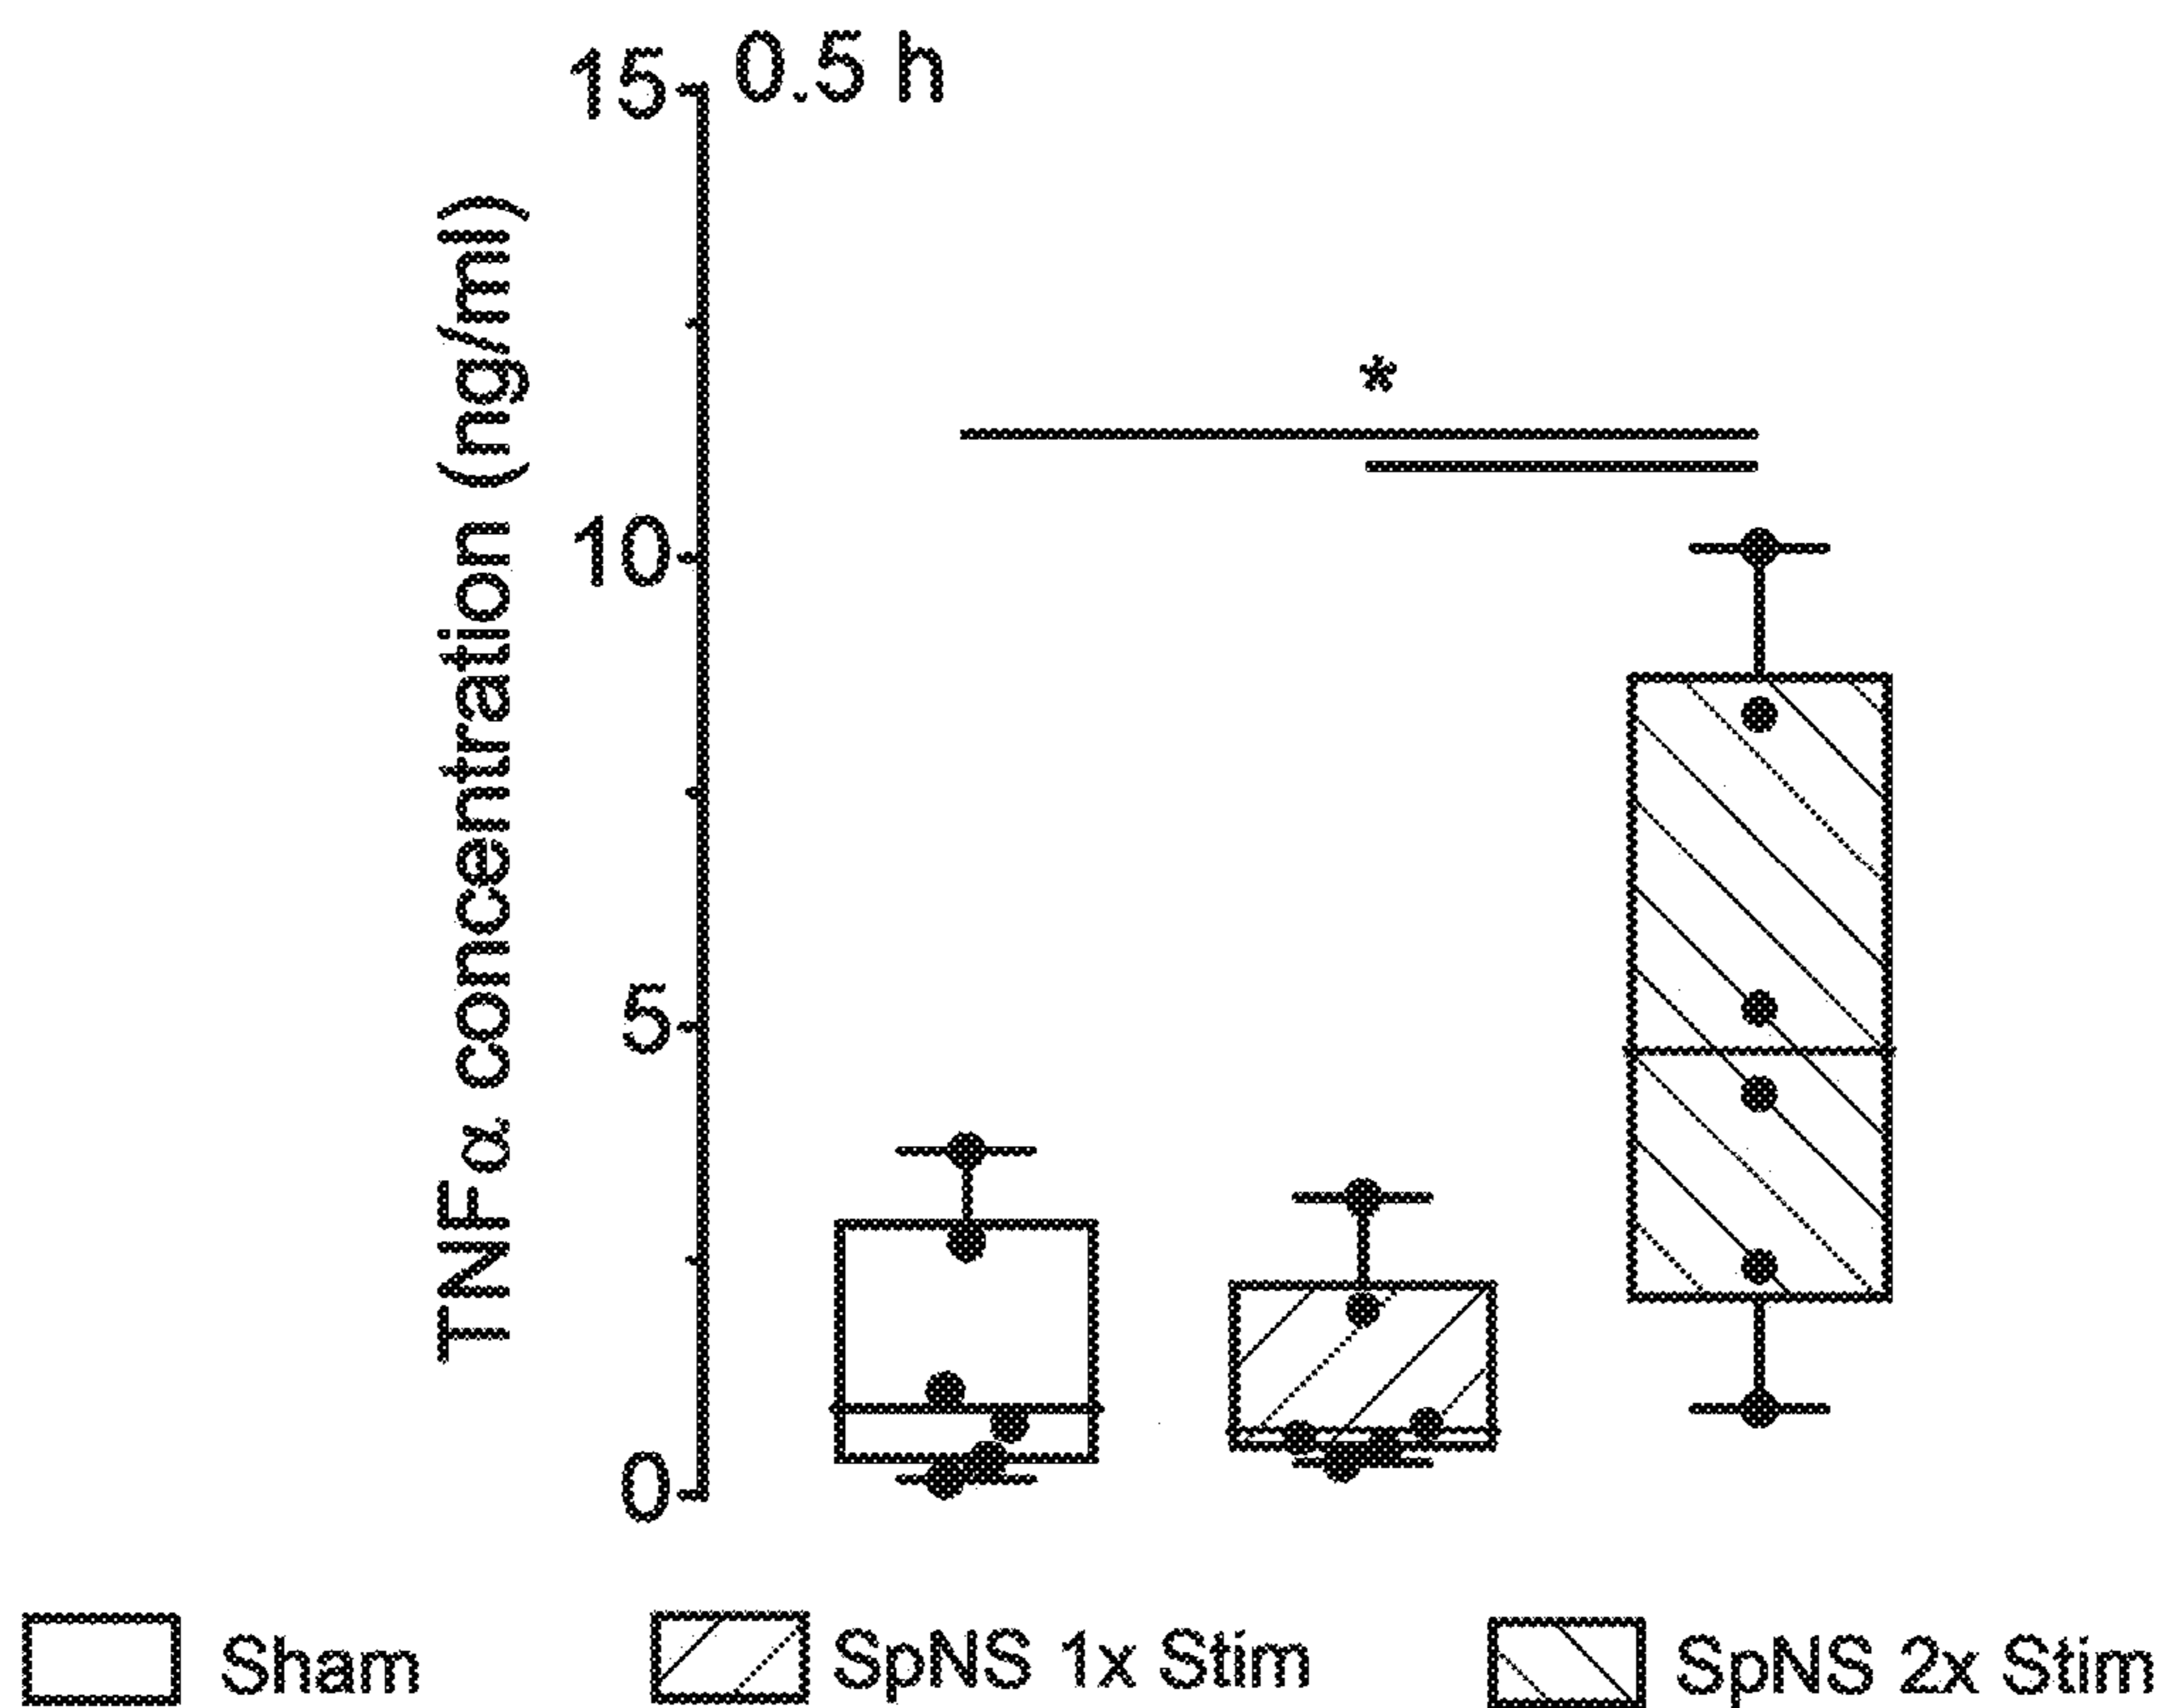 15
0.5 h
TNFα concentration (ng/ml)
*
10
5
0
Sham
SpNS 1x Stim
SpNS 2x Stim